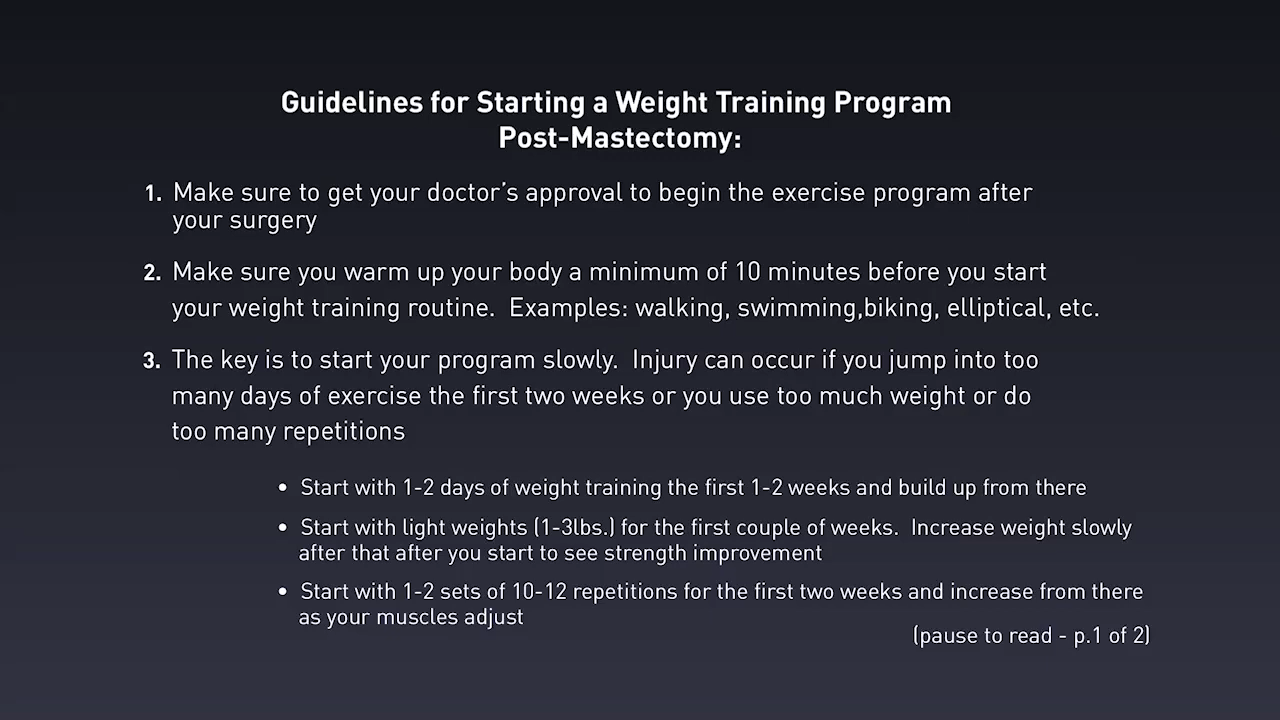 Guidelines for Starting a Weight Training Program
Post-Mastectomy:
1. Make sure to get your doctor's approval to begin the exercise program after
your surgery
2. Make sure you warm up your body a minimum of 10 minutes before you start
your weight training routine.  Examples: walking, swimming,biking, elliptical, etc.
3. The key is to start your program slowly.  Injury can occur if you jump into too
many days of exercise the first two weeks or you use too much weight or do
too many repetitions
• Start with 1-2 days of weight training the first 1-2 weeks and build up from there
• Start with light weights (1-3lbs.) for the first couple of weeks.  Increase weight slowly
after that after you start to see strength improvement
• Start with 1-2 sets of 10-12 repetitions for the first two weeks and increase from there
as your muscles adjust
(pause to read - p.1 of 2)